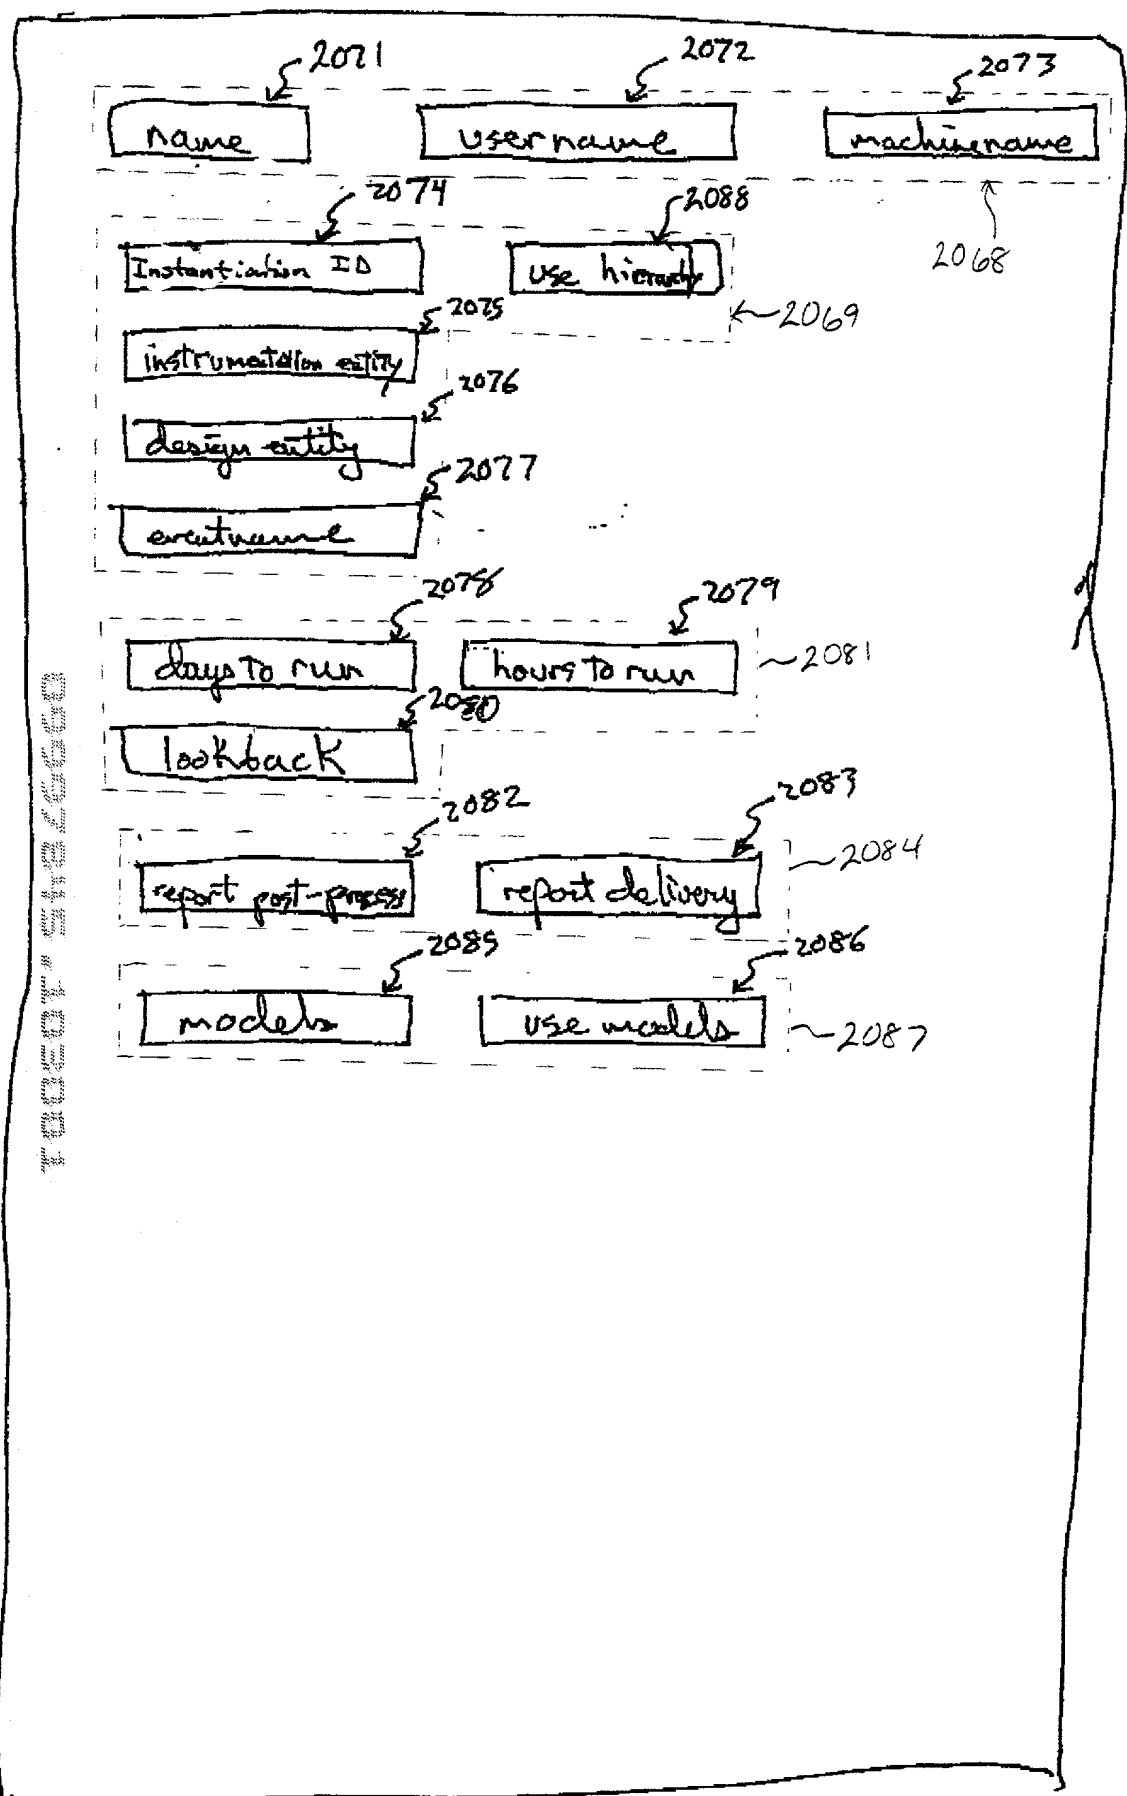 2071 2072 2073
name username machinename
2068
2074 2088
Instantiation ID use hierarchy
2069
2075
instrumentation entity
2076
design entity
2077
eventname
2078 2079
days to run hours to run
2081
2080
lookback
2082 2083
report post-process report delivery
2084
2085 2086
models use models
2087